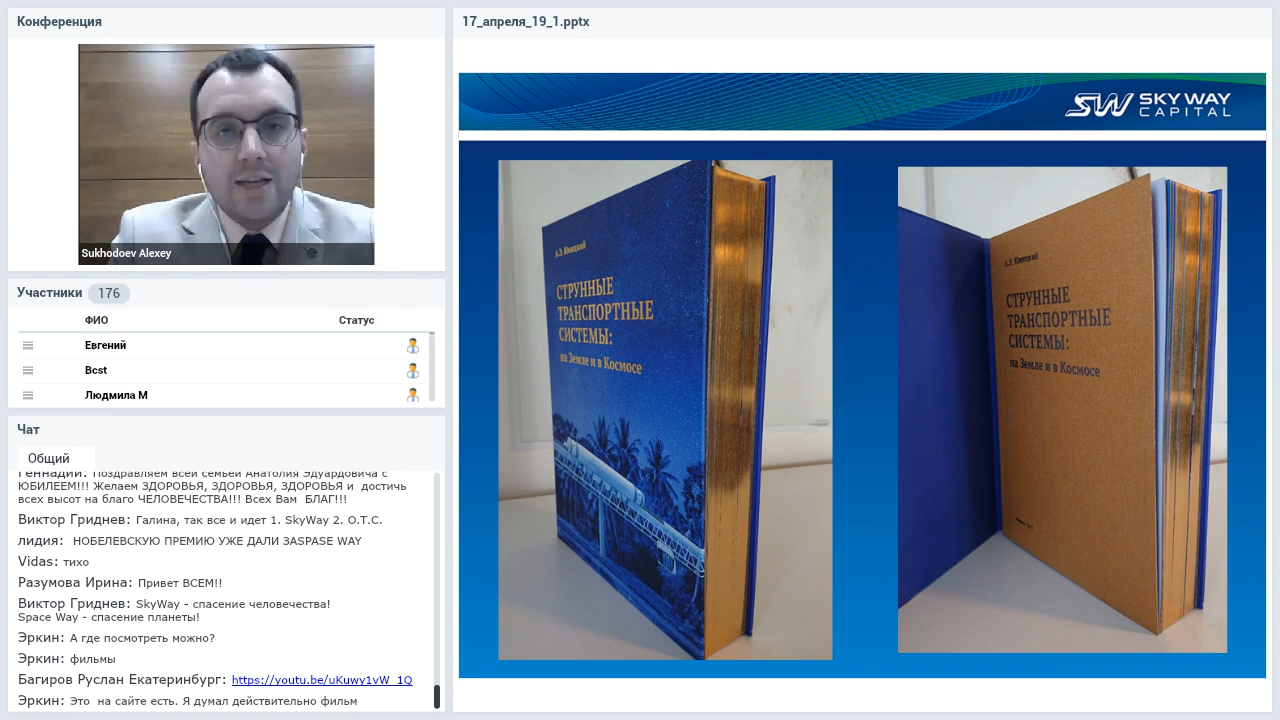 Конференция
Sukhodoev Alexey
Участники 176
ФИО Статус
Евгений
Bcst
Людмила М
Чат
Общий
Геннадий: Поздравляем всей семьей Анатолия Эдуардовича с
ЮБИЛЕЕМ!!! Желаем ЗДОРОВЬЯ, ЗДОРОВЬЯ, ЗДОРОВЬЯ и достичь
всех высот на благо ЧЕЛОВЕЧЕСТВА!!! Всех Вам БЛАГ!!!
Виктор Гриднев: Галина, так все и идет 1. SkyWay 2. О.Т.С.
лидия: НОБЕЛЕВСКУЮ ПРЕМИЮ УЖЕ ДАЛИ ЗАSPASE WAY
Vidas: тихо
Разумова Ирина: Привет ВСЕМ!!
Виктор Гриднев: SkyWay - спасение человечества!
Space Way - спасение планеты!
Эркин: А где посмотреть можно?
Эркин: фильмы
Багиров Руслан Екатеринбург: https://youtu.be/uKuwy1vW_1Q
Эркин: Это на сайте есть. Я думал действительно фильм
17_апреля_19_1.pptx
SW SKY WAY
CAPITAL
А.Э. Юницкий
СТРУННЫЕ
ТРАНСПОРТНЫЕ
СИСТЕМЫ:
на Земле и в Космосе
А.Э. Юницкий
СТРУННЫЕ
ТРАНСПОРТНЫЕ
СИСТЕМЫ:
на Земле и в Космосе